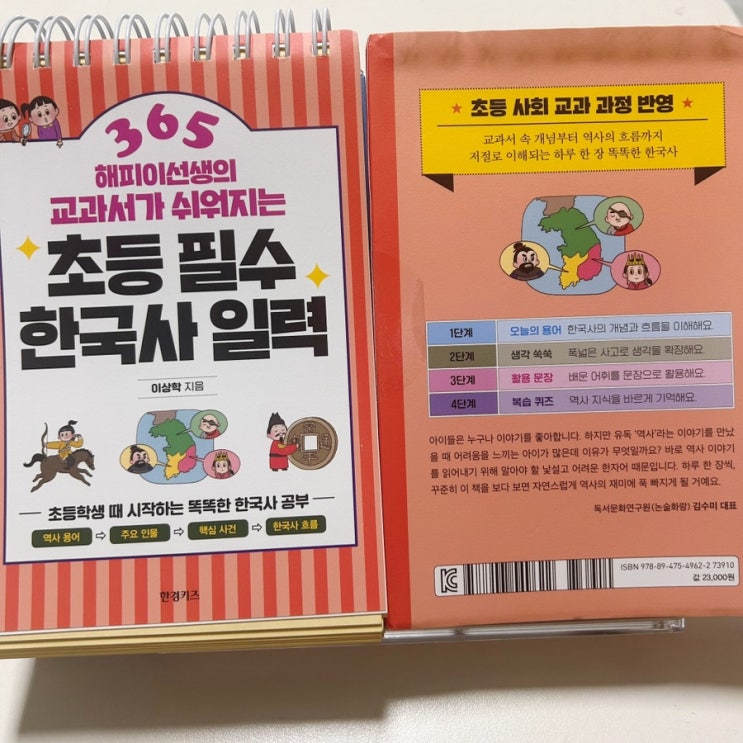 365
해피이선생의
교과서가 쉬워지는
초등 필수
한국사 일력
이상학 지음
초등학생 때 시작하는 똑똑한 한국사 공부
역사 용어 ⇨ 주요 인물 ⇨ 핵심 사건 ⇨ 한국사 흐름
한경키즈
★ 초등 사회 교과 과정 반영 ★
교과서 속 개념부터 역사의 흐름까지
저절로 이해되는 하루 한 장 똑똑한 한국사
1단계 오늘의 용어 한국사의 개념과 흐름을 이해해요.
2단계 생각 쑥쑥 폭넓은 사고로 생각을 확장해요.
3단계 활용 문장 배운 어휘를 문장으로 활용해요.
4단계 복습 퀴즈 역사 지식을 바르게 기억해요.
아이들은 누구나 이야기를 좋아합니다. 하지만 유독 '역사'라는 이야기를 만났
을 때 어려움을 느끼는 아이가 많은데 이유가 무엇일까요? 바로 역사 이야기
를 읽어내기 위해 알아야 할 낯설고 어려운 한자어 때문입니다. 하루 한 장씩,
꾸준히 이 책을 보다 보면 자연스럽게 역사의 재미에 푹 빠지게 될 거예요.
독서문화연구원(논술화랑) 김수미 대표
ISBN 978-89-475-4962-2 73910
값 23,000원